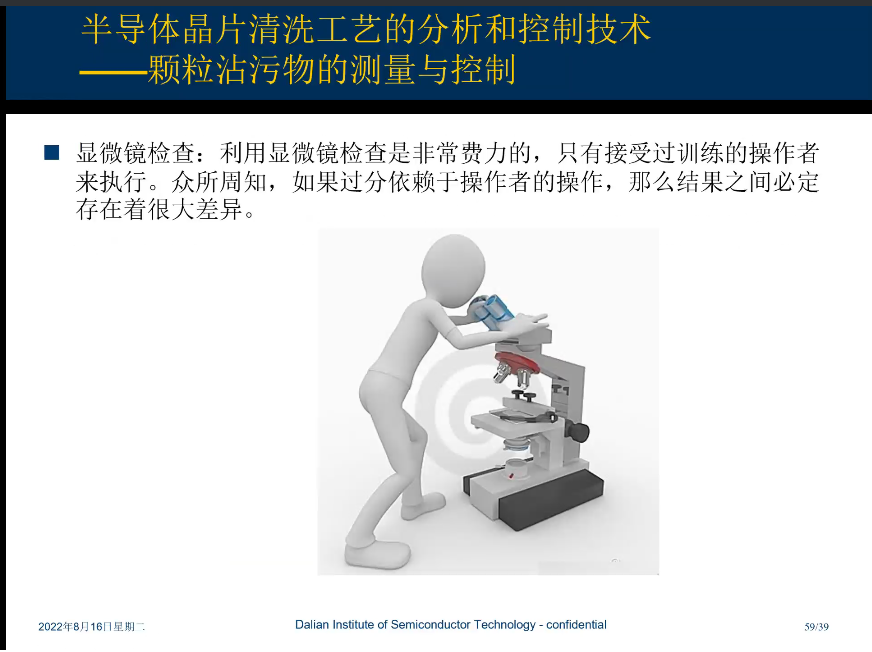 半导体晶片清洗工艺的分析和控制技术
——颗粒沾污物的测量与控制
显微镜检查：利用显微镜检查是非常费力的，只有接受过训练的操作者
来执行。众所周知，如果过分依赖于操作者的操作，那么结果之间必定
存在着很大差异。
2022年8月16日星期二
Dalian Institute of Semiconductor Technology - confidential
59/39